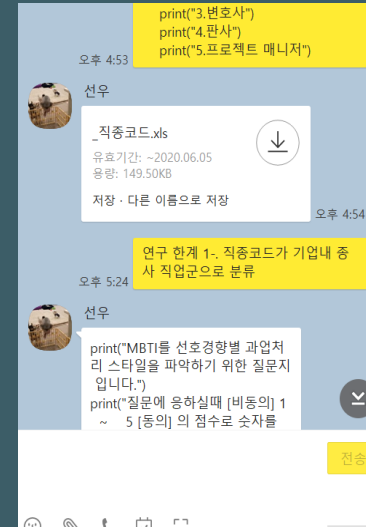 print("3.변호사")
print("4.판사")
print("5.프로젝트 매니저")
오후 4:53
선우
_직종코드.xls
유효기간: ~2020.06.05
용량: 149.50KB
저장 · 다른 이름으로 저장
오후 4:54
연구 한계 1-. 직종코드가 기업내 종
사 직업군으로 분류
오후 5:24
선우
print("MBTI를 선호경향별 과업처
리 스타일을 파악하기 위한 질문지
입니다.")
print("질문에 응하실때 [비동의] 1
~ 5 [동의] 의 점수로 숫자를
전송